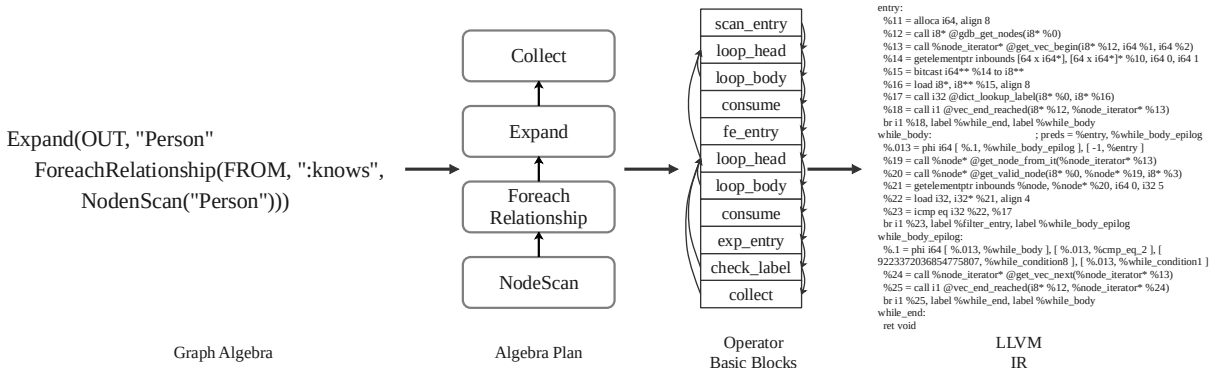 Expand(OUT, "Person"
ForeachRelationship(FROM, ":knows",
NodenScan("Person")))
Graph Algebra
Collect
Expand
Foreach
Relationship
NodeScan
Algebra Plan
scan_entry
loop_head
loop_body
consume
fe_entry
loop_head
loop_body
consume
exp_entry
check_label
collect
Operator
Basic Blocks
entry:
%11 = alloca i64, align 8
%12 = call i8* @gdb_get_nodes(i8* %0)
%13 = call %node_iterator* @get_vec_begin(i8* %12, i64 %1, i64 %2)
%14 = getelementptr inbounds [64 x i64*], [64 x i64*]* %10, i64 0, i64 1
%15 = bitcast i64** %14 to i8**
%16 = load i8*, i8** %15, align 8
%17 = call i32 @dict_lookup_label(i8* %0, i8* %16)
%18 = call i1 @vec_end_reached(i8* %12, %node_iterator* %13)
br i1 %18, label %while_end, label %while_body
while_body: ; preds = %entry, %while_body_epilog
%.013 = phi i64 [ %.1, %while_body_epilog ], [ -1, %entry ]
%19 = call %node* @get_node_from_it(%node_iterator* %13)
%20 = call %node* @get_valid_node(i8* %0, %node* %19, i8* %3)
%21 = getelementptr inbounds %node, %node* %20, i64 0, i32 5
%22 = load i32, i32* %21, align 4
%23 = icmp eq i32 %22, %17
br i1 %23, label %filter_entry, label %while_body_epilog
while_body_epilog:
%.1 = phi i64 [ %.013, %while_body ], [ %.013, %cmp_eq_2 ], [
9223372036854775807, %while_condition8 ], [ %.013, %while_condition1 ]
%24 = call %node_iterator* @get_vec_next(%node_iterator* %13)
%25 = call i1 @vec_end_reached(i8* %12, %node_iterator* %24)
br i1 %25, label %while_end, label %while_body
while_end:
ret void
LLVM
IR